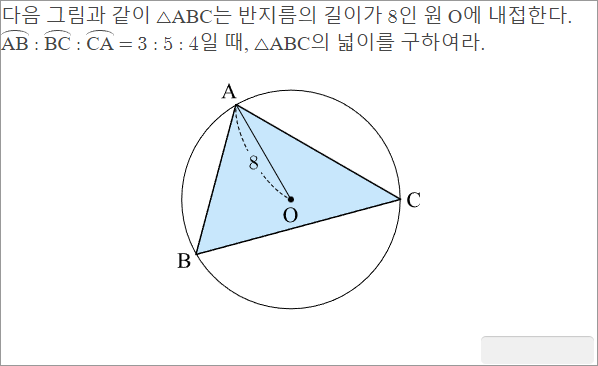 다음 그림과 같이 △ABC는 반지름의 길이가 8인 원 O에 내접한다.
AB : BC : CA = 3 : 5 : 4일 때, △ABC의 넓이를 구하여라.
A
8
O
C
B